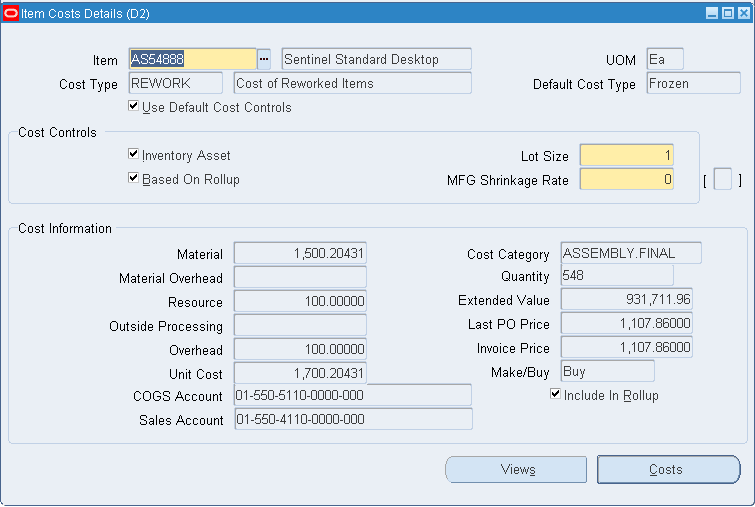 Item Costs Details (D2)
Item AS54888 ... Sentinel Standard Desktop UOM Ea
Cost Type REWORK Cost of Reworked Items Default Cost Type Frozen
Use Default Cost Controls
Cost Controls
Inventory Asset Lot Size 1
Based On Rollup MFG Shrinkage Rate 0 [ ]
Cost Information
Material 1,500.20431 Cost Category ASSEMBLY.FINAL
Material Overhead Quantity 548
Resource 100.00000 Extended Value 931,711.96
Outside Processing Last PO Price 1,107.86000
Overhead 100.00000 Invoice Price 1,107.86000
Unit Cost 1,700.20431 Make/Buy Buy
COGS Account 01-550-5110-0000-000 Include In Rollup
Sales Account 01-550-4110-0000-000
Views Costs